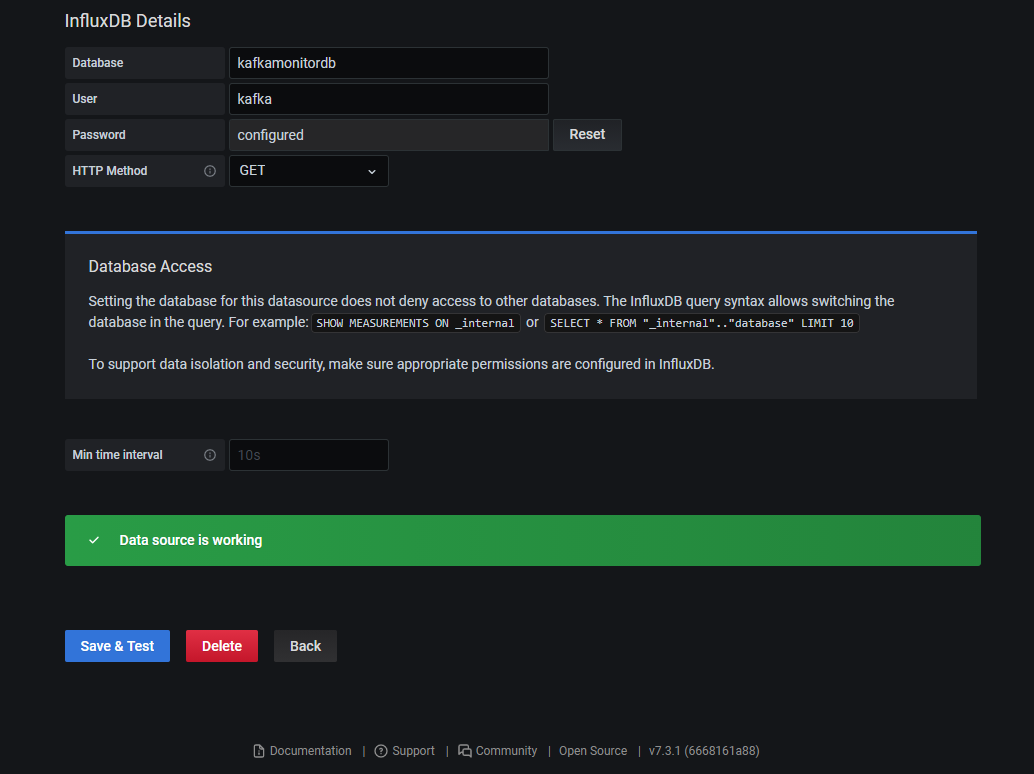 InfluxDB Details
Database kafkamonitordb
User kafka
Password configured Reset
HTTP Method GET
Database Access
Setting the database for this datasource does not deny access to other databases. The InfluxDB query syntax allows switching the
database in the query. For example: SHOW MEASUREMENTS ON _internal or SELECT * FROM "_internal".."database" LIMIT 10
To support data isolation and security, make sure appropriate permissions are configured in InfluxDB.
Min time interval 10s
Data source is working
Save & Test Delete Back
Documentation | Support | Community | Open Source | v7.3.1 (6668161a88)